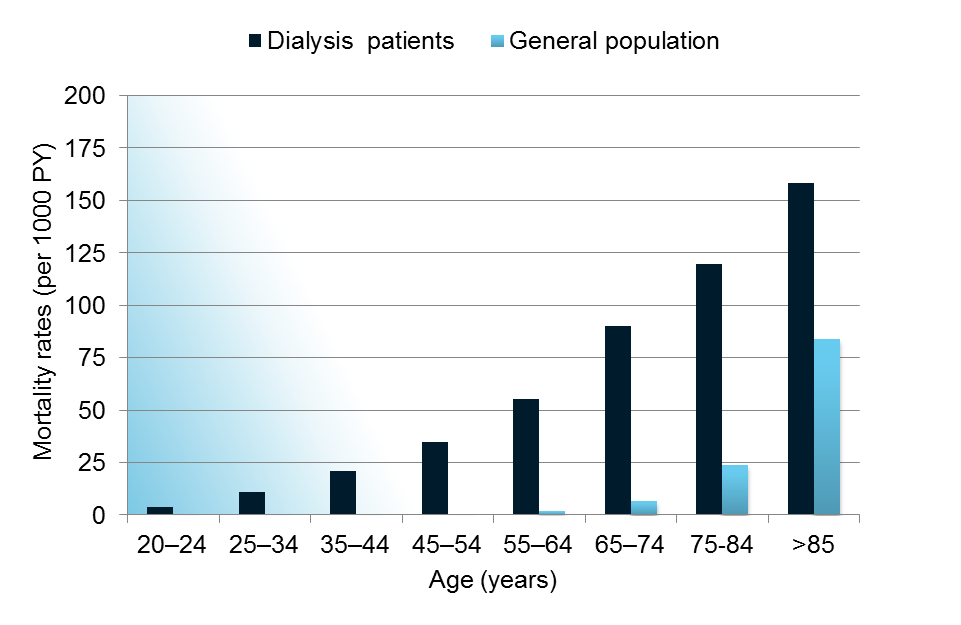 Dialysis patients
General population
Mortality rates (per 1000 PY)
200
175
150
125
100
75
50
25
0
20–24 25–34 35–44 45–54 55–64 65–74 75-84 >85
Age (years)